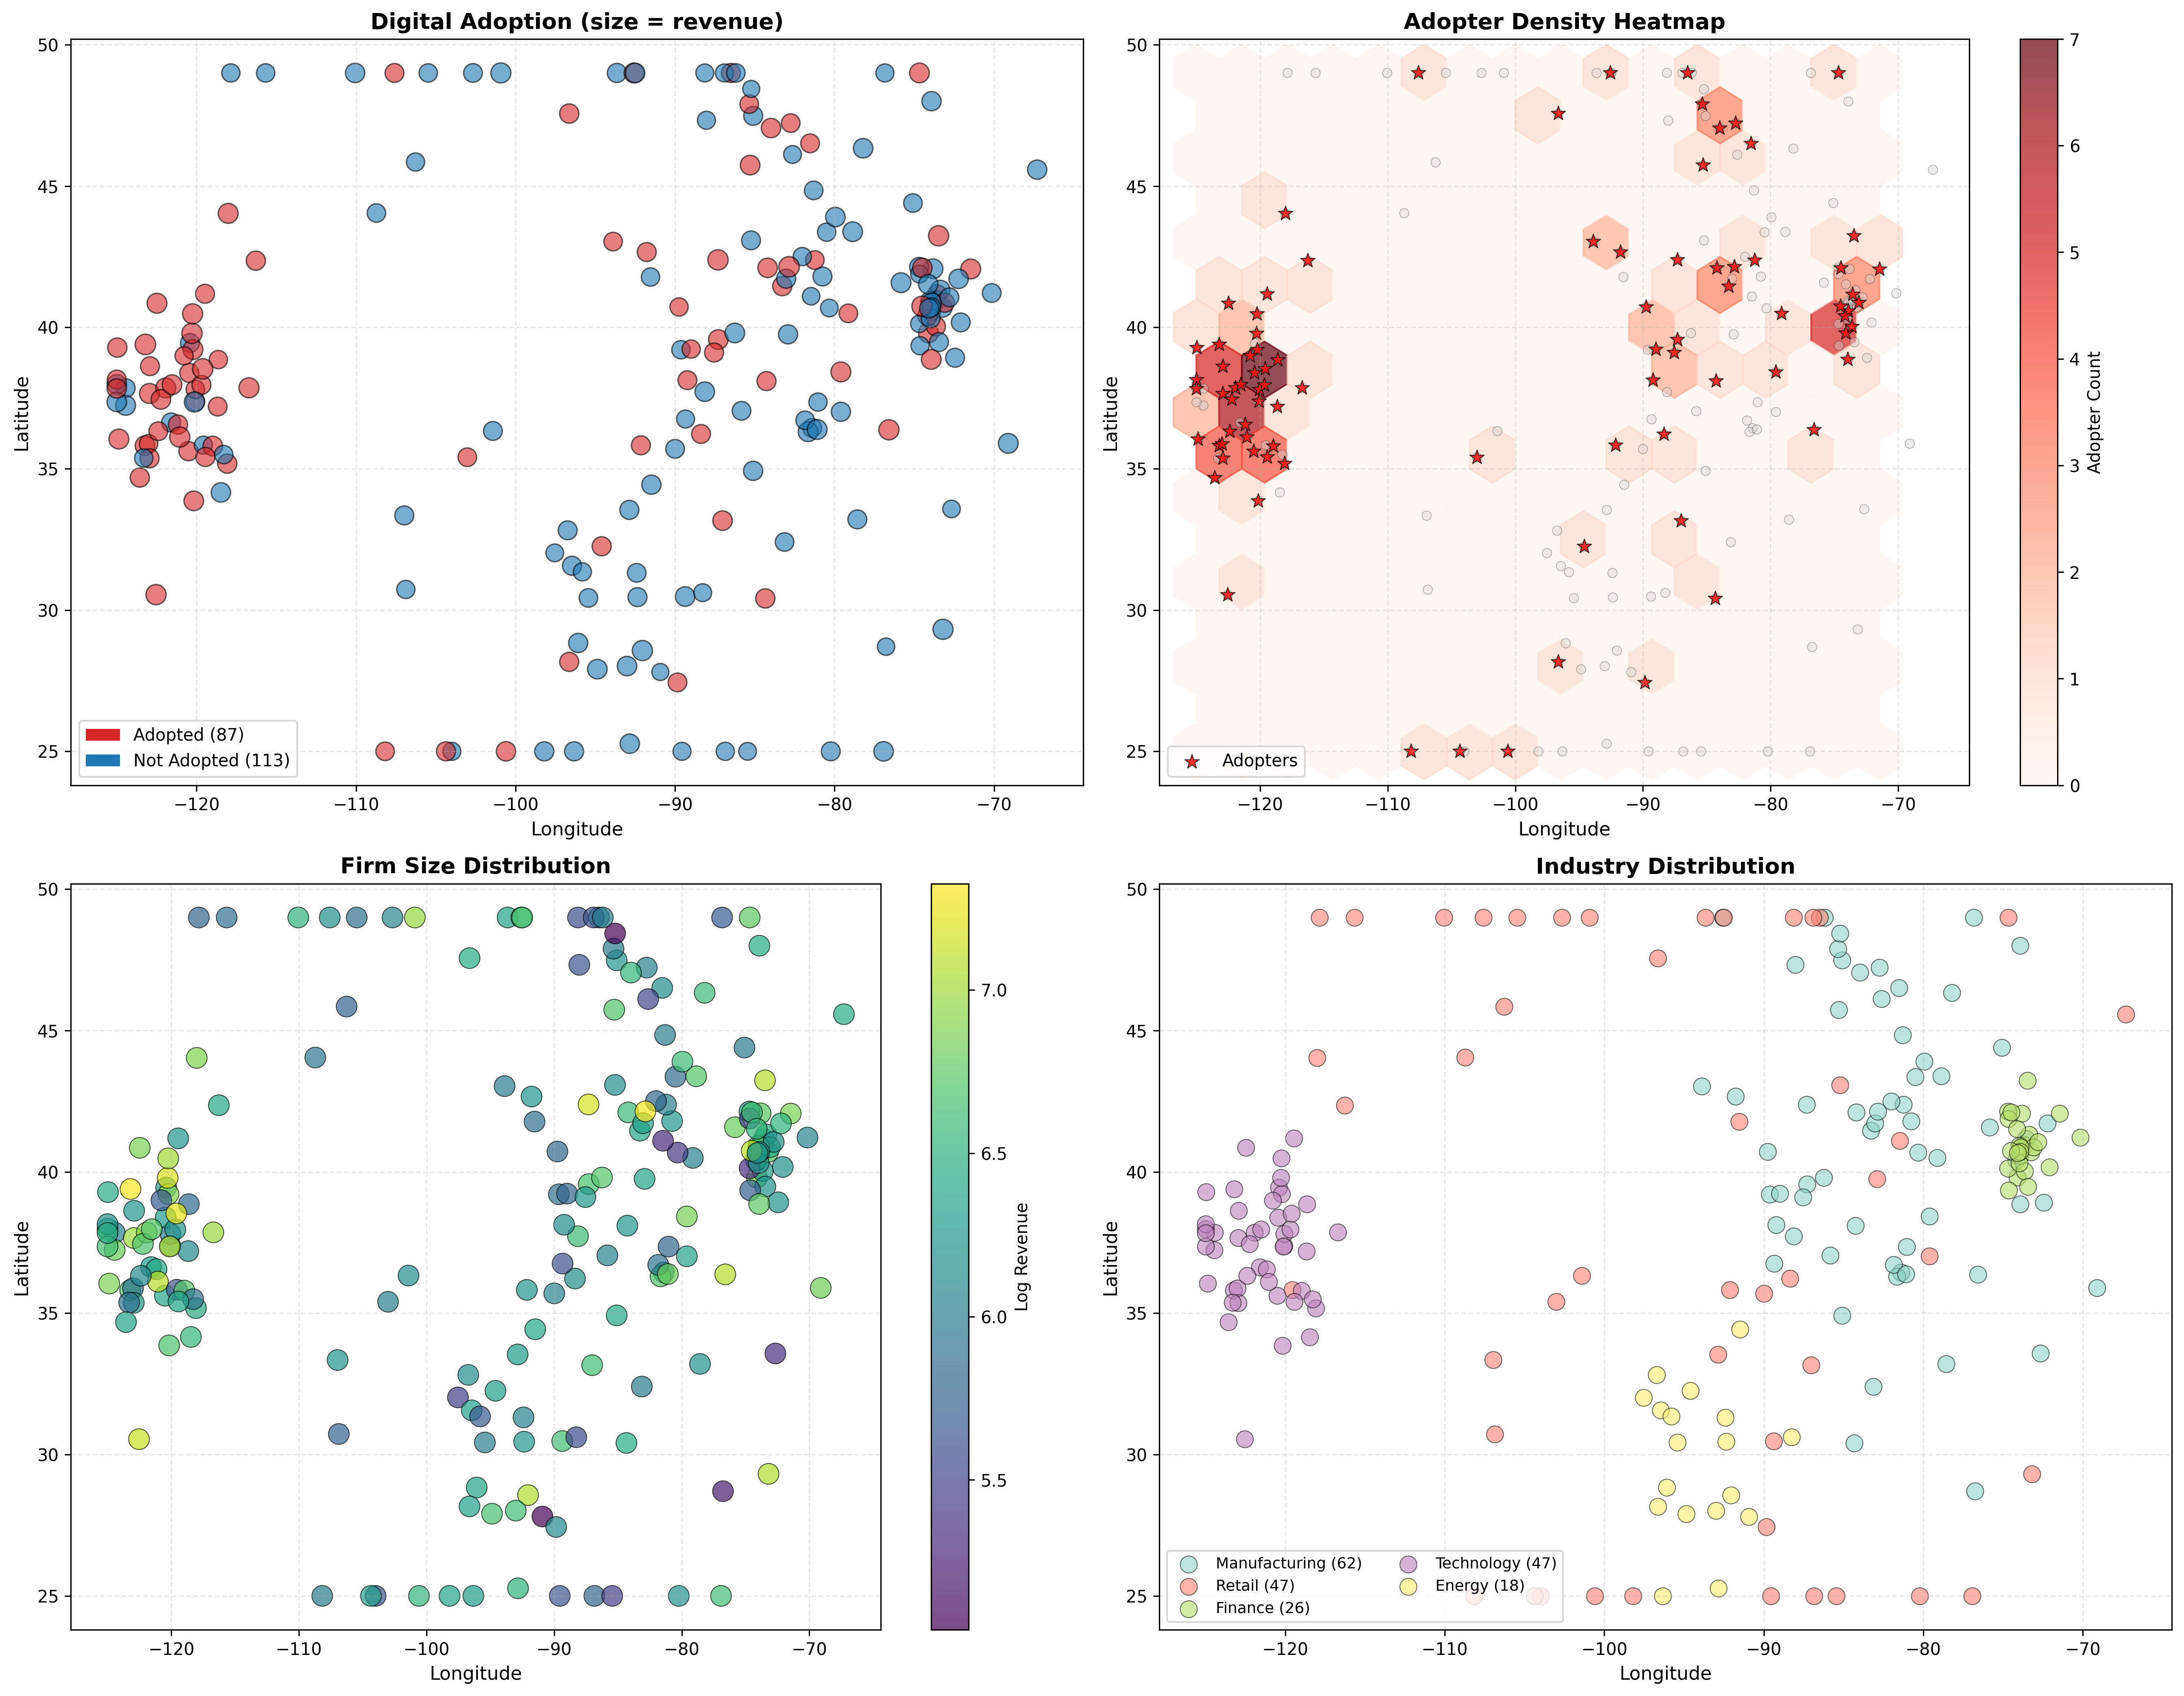 Digital Adoption (size = revenue)
50
45
40
35
30
25
Latitude
−120
−110
−100
−90
−80
−70
Longitude
Adopted (87)
Not Adopted (113)
Adopter Density Heatmap
50
45
40
35
30
25
Latitude
−120
−110
−100
−90
−80
−70
Longitude
Adopters
7
6
5
4
3
2
1
0
Adopter Count
Firm Size Distribution
50
45
40
35
30
25
Latitude
−120
−110
−100
−90
−80
−70
Longitude
7.0
6.5
6.0
5.5
Log Revenue
Industry Distribution
50
45
40
35
30
25
Latitude
−120
−110
−100
−90
−80
−70
Longitude
Manufacturing (62)
Retail (47)
Finance (26)
Technology (47)
Energy (18)